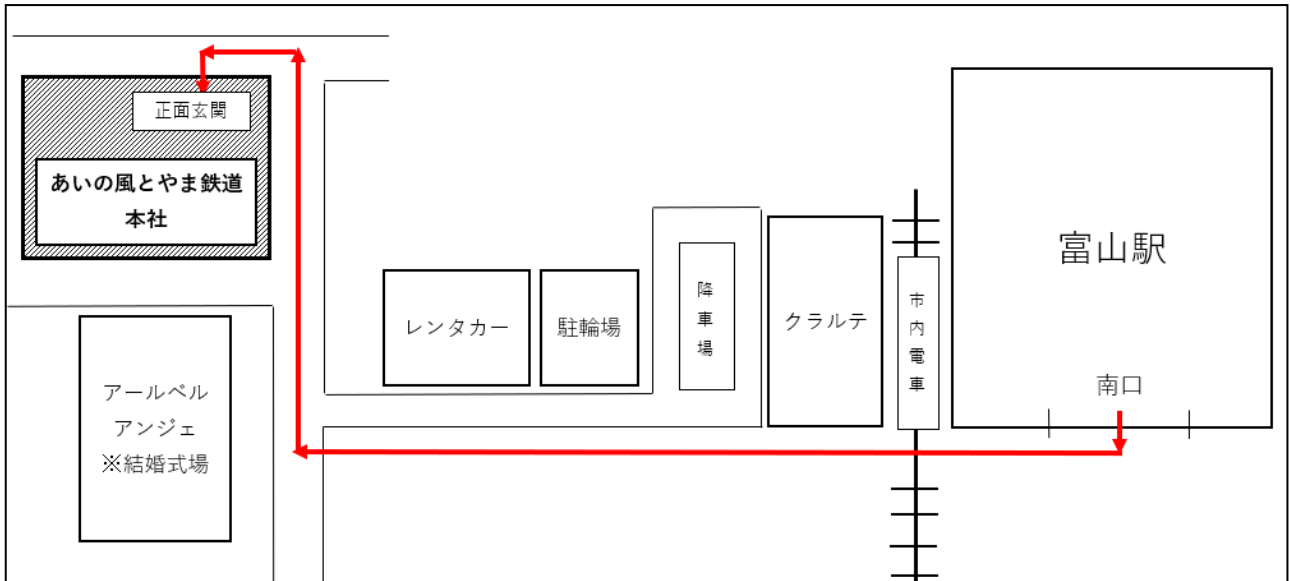 正面玄関
あいの風とやま鉄道
本社
富山駅
レンタカー
駐輪場
降車場
クラルテ
市内電車
南口
アールベル
アンジェ
※結婚式場